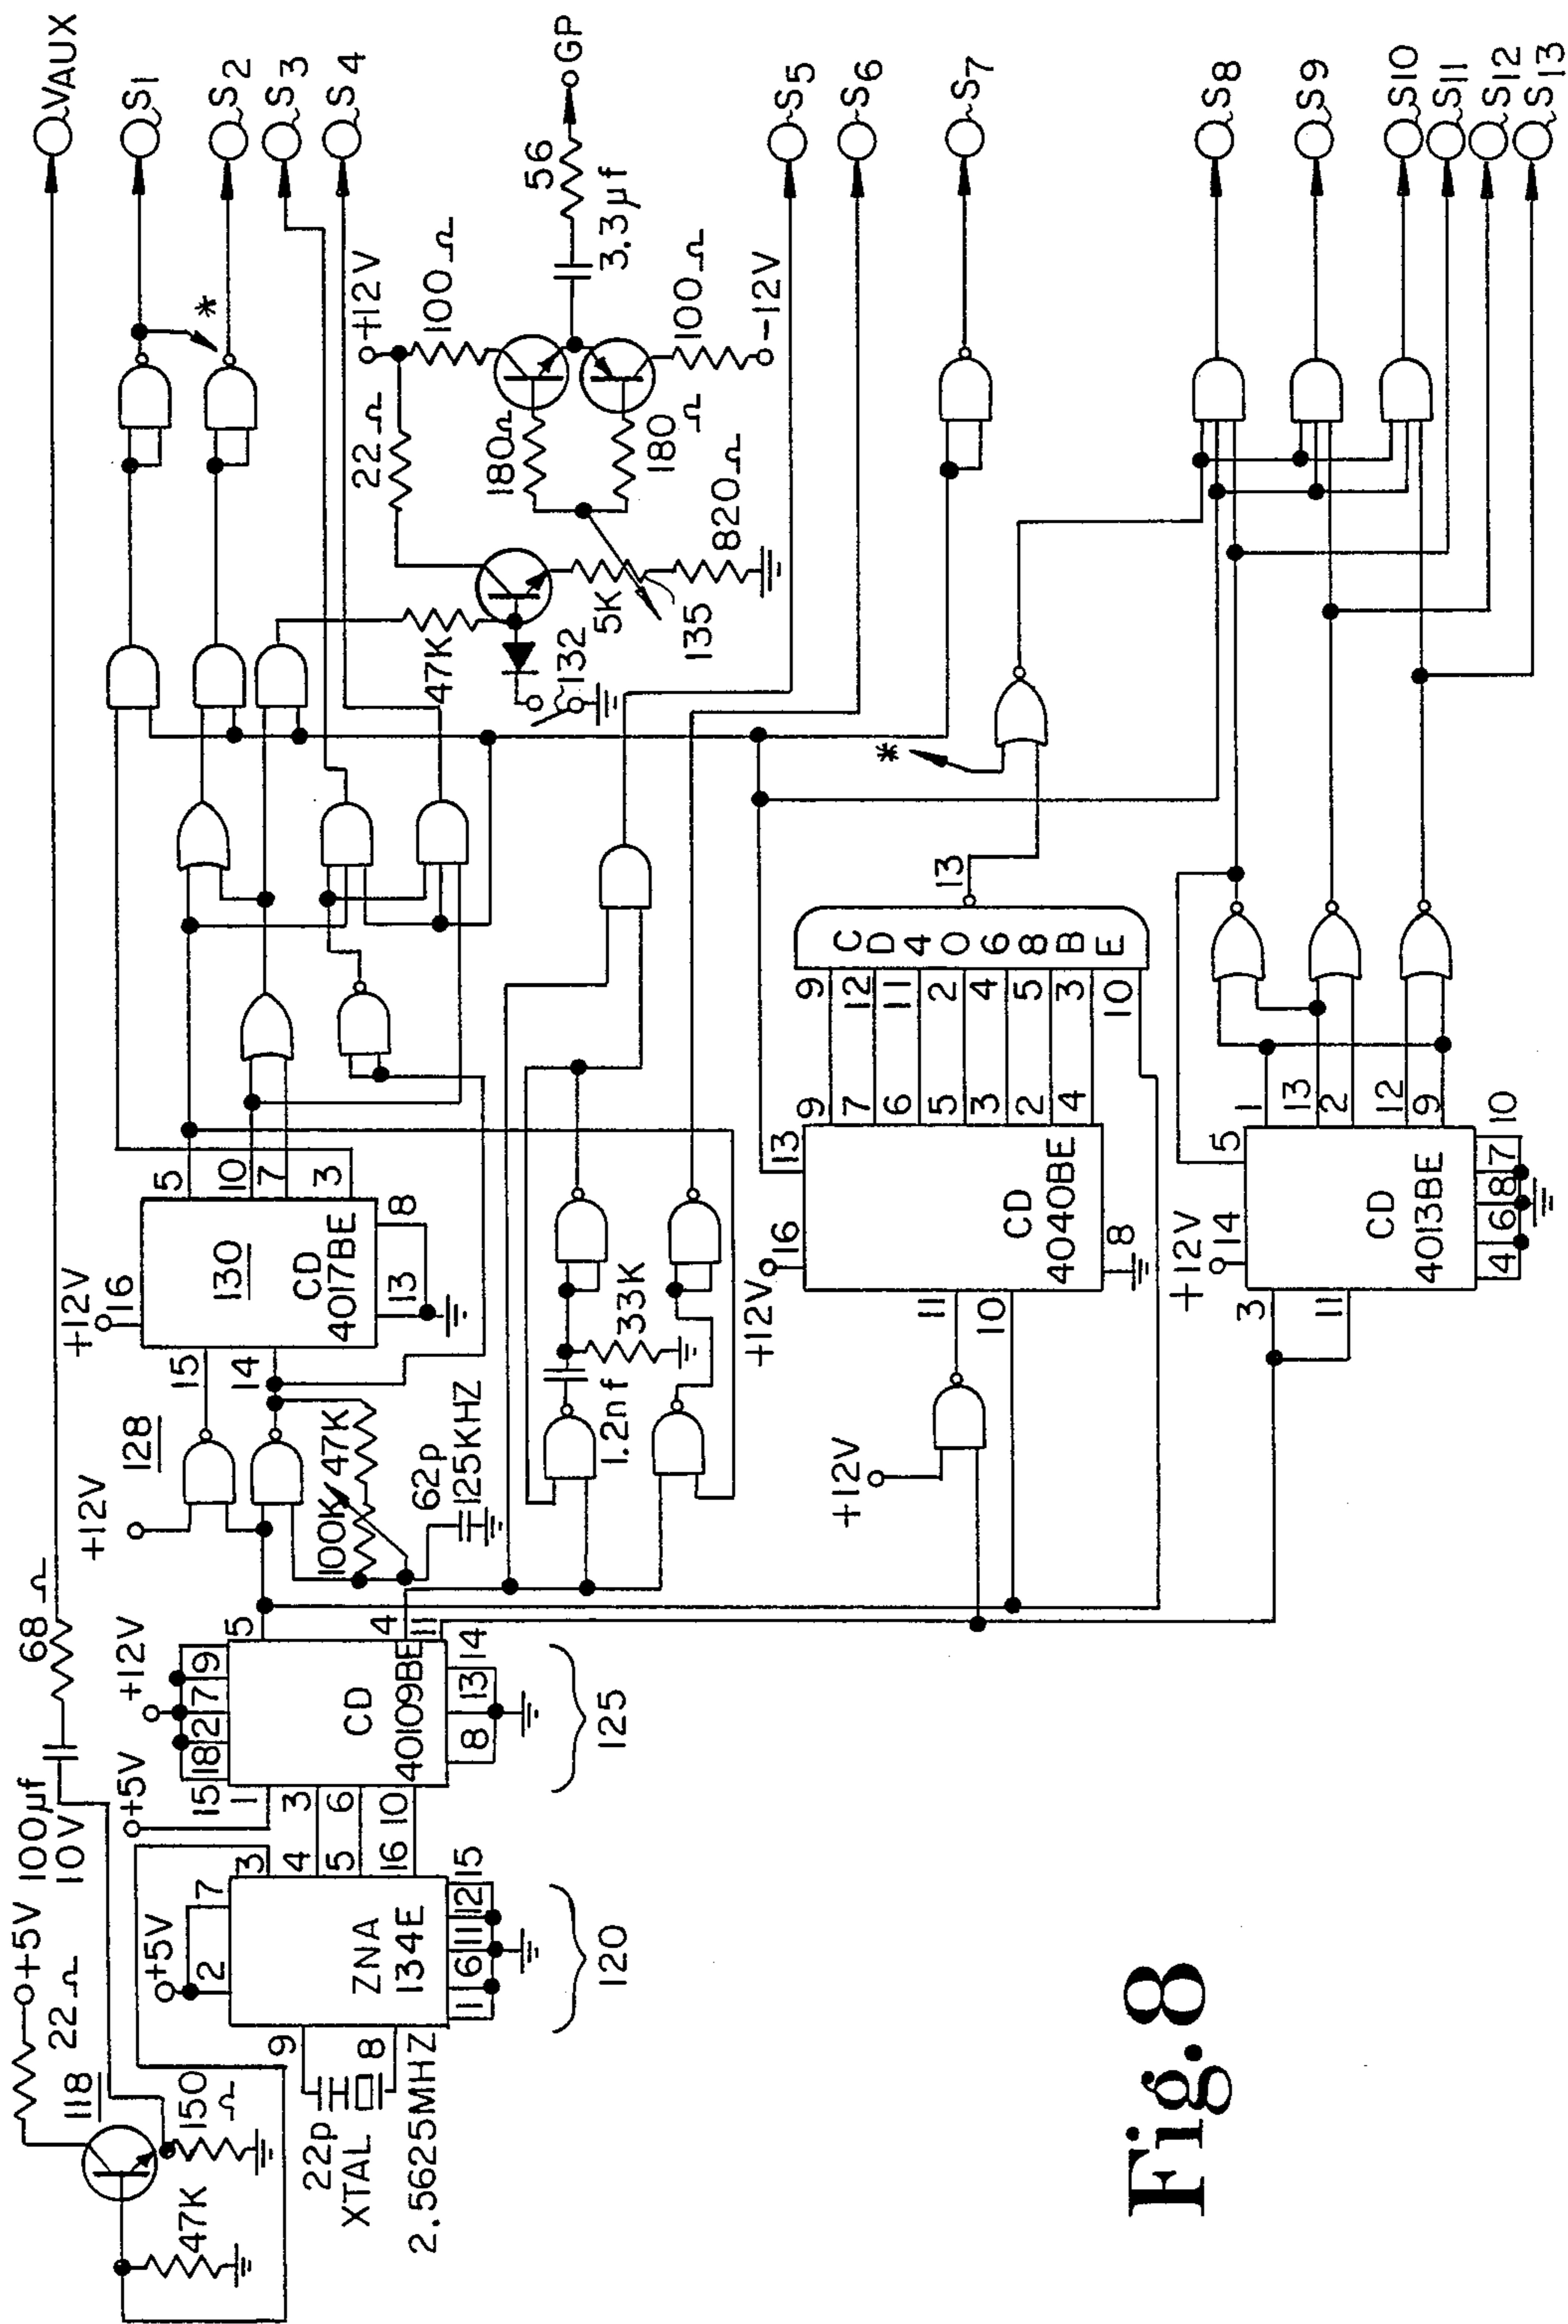 +5V
22Ω
118
47K
150
Ω
100µf
10V
68Ω
VAUX
+5V
2
17
9
22p
XTAL
8
2.5625MHZ
ZNA
134E
3
4
5
16
1
6
11
12
15
120
+5V
+12V
15
18
2
7
9
1
3
6
10
CD
40109BE
5
4
11
8
13
14
125
+12V
128
15
14
100K
47K
62p
125KHZ
+12V
16
130
CD
4017BE
13
8
5
10
7
3
1.2nf
33K
47K
132
5K
135
820Ω
22Ω
+12V
100Ω
180Ω
180
Ω
100Ω
-12V
3.3µf
56
GP
*
S1
S2
S3
S4
S5
S6
S7
+12V
+12V
16
13
11
10
CD
4040BE
8
9
7
6
5
3
2
4
9
12
11
2
4
5
3
10
CD4068BE
13
*
+12V
14
5
3
11
CD
4013BE
4
6
8
7
10
1
13
2
12
9
S8
S9
S10
S11
S12
S13
Fig. 8